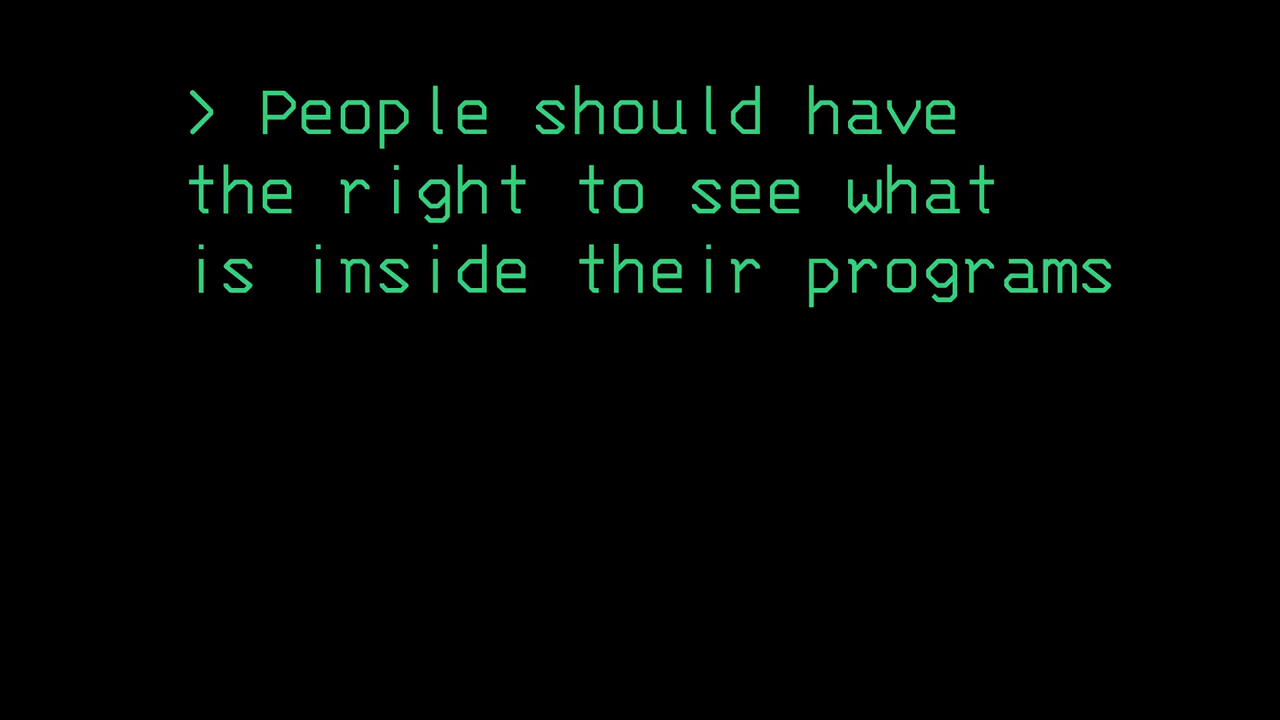 > People should have
the right to see what
is inside their programs